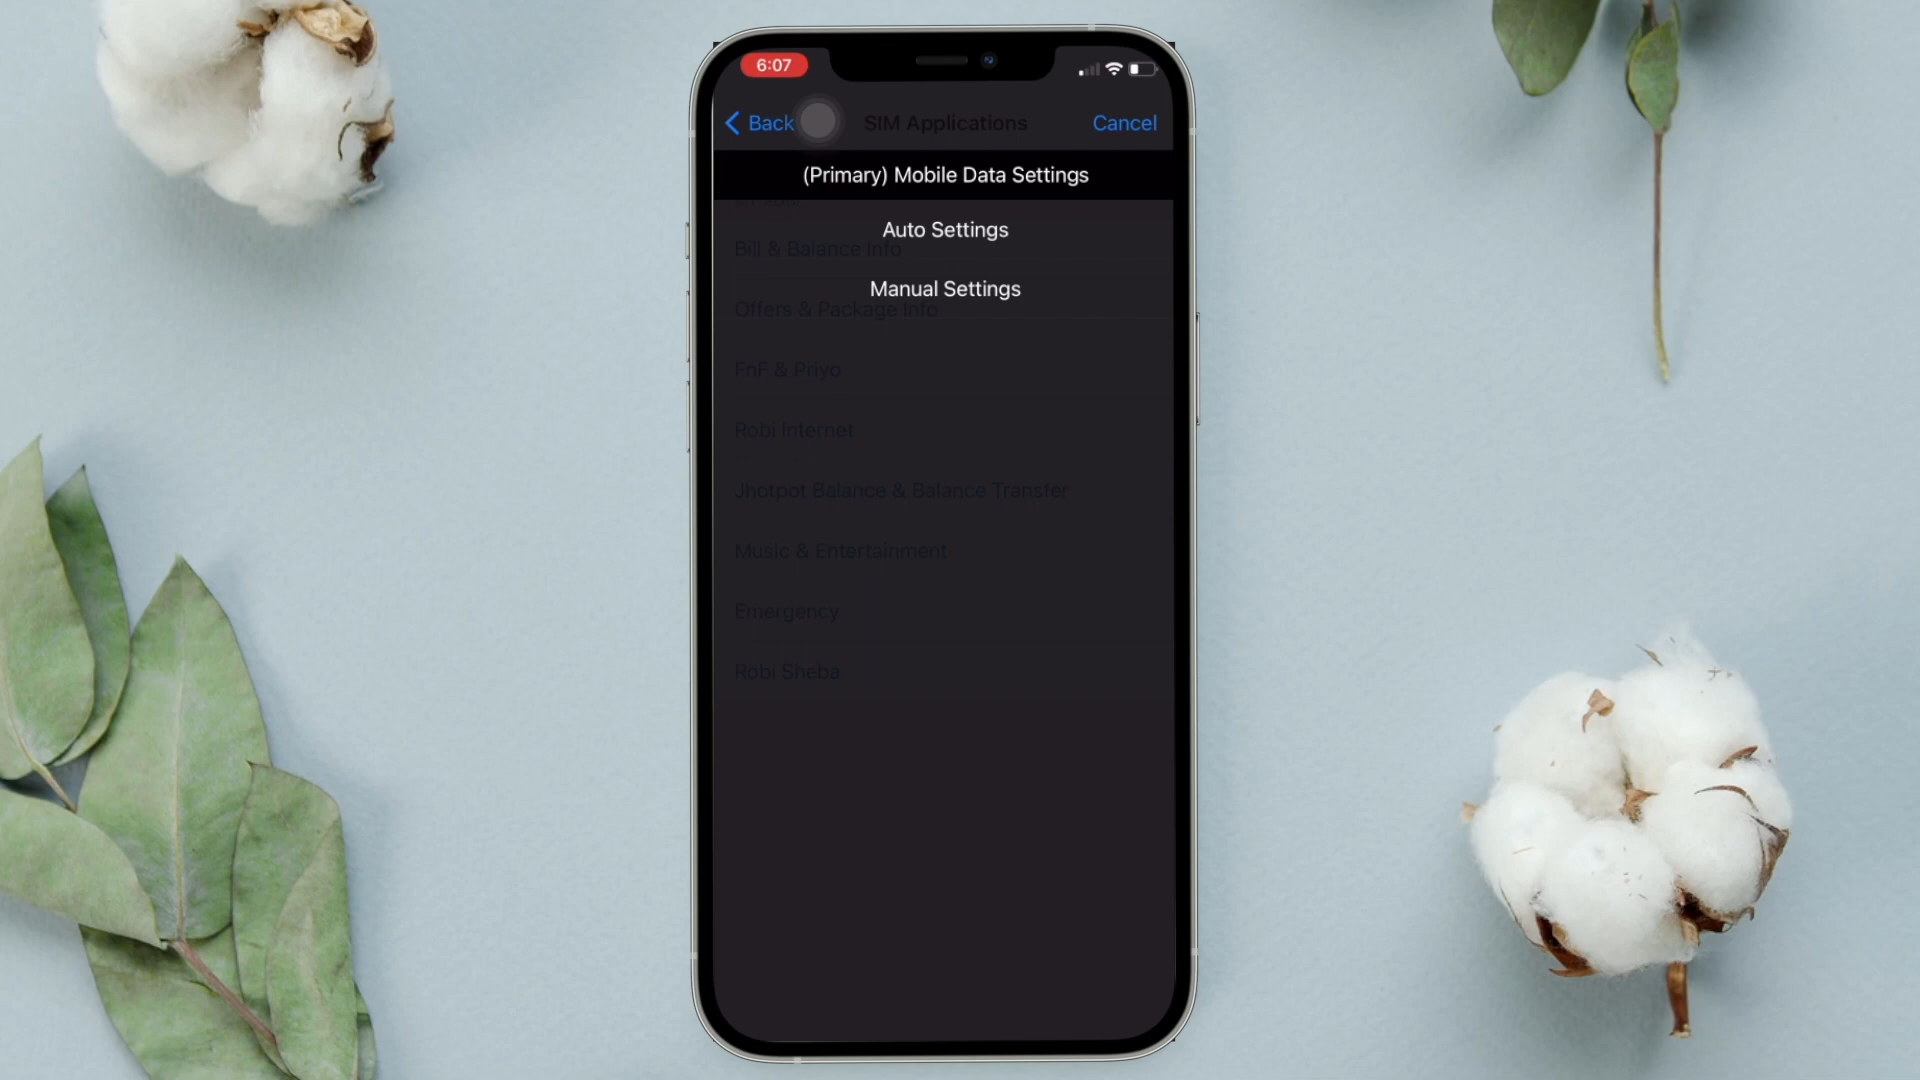 6:07
Back
SIM Applications
Cancel
(Primary) Mobile Data Settings
Auto Settings
Bill & Balance Info
Manual Settings
Offers & Package Info
FnF & Priyo
Robi Internet
Jhotpot Balance & Balance Transfer
Music & Entertainment
Emergency
Robi Sheba